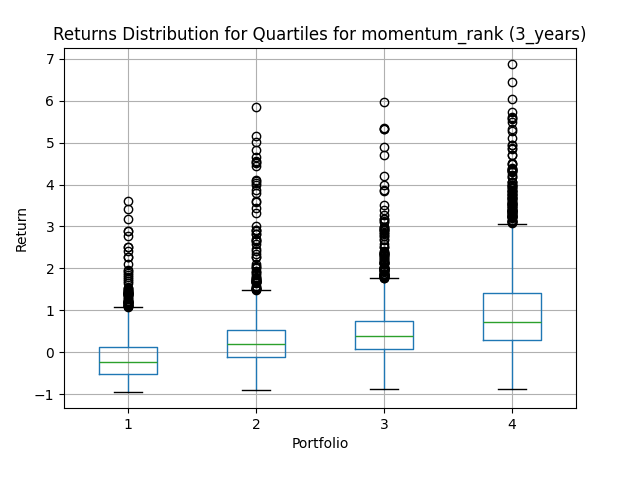 Returns Distribution for Quartiles for momentum_rank (3_years)
7
6
5
4
3
2
1
0
−1
Return
1 2 3 4
Portfolio